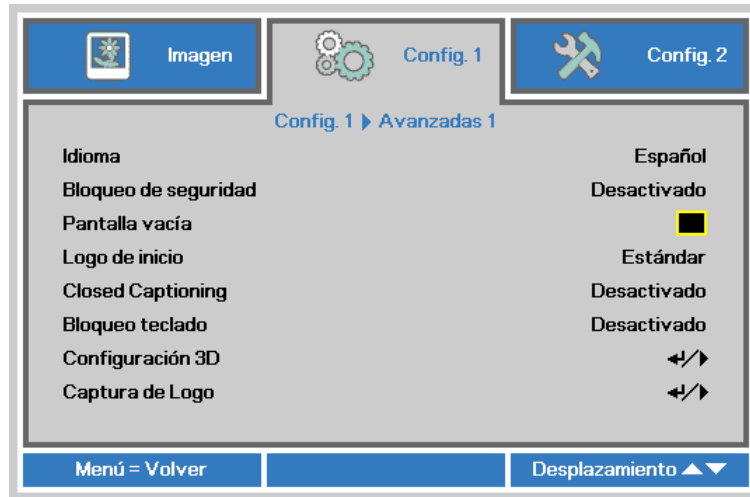 Imagen
Config. 1
Config. 2
Config. 1 ▶ Avanzadas 1
Idioma Español
Bloqueo de seguridad Desactivado
Pantalla vacía
Logo de inicio Estándar
Closed Captioning Desactivado
Bloqueo teclado Desactivado
Configuración 3D ↵/▶
Captura de Logo ↵/▶
Menú = Volver
Desplazamiento ▲▼